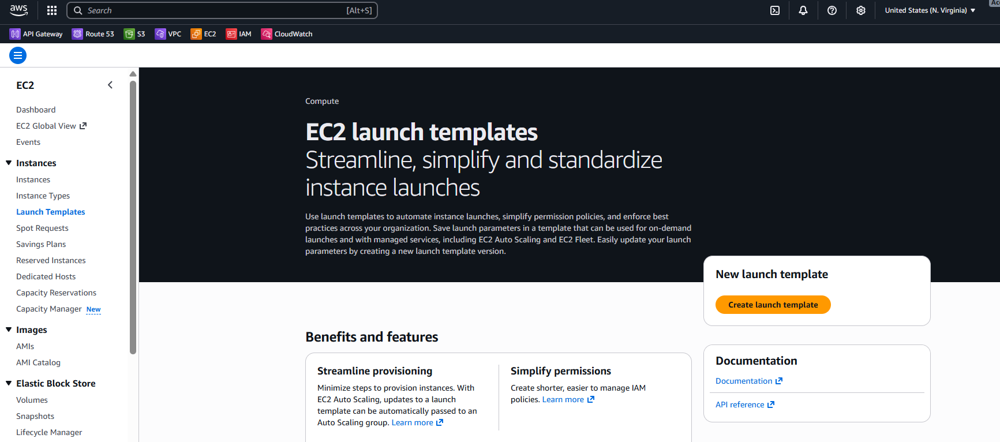 aws
Search
[Alt+S]
United States (N. Virginia)
API Gateway
Route 53
S3
VPC
EC2
IAM
CloudWatch
EC2
Dashboard
EC2 Global View
Events
Instances
Instances
Instance Types
Launch Templates
Spot Requests
Savings Plans
Reserved Instances
Dedicated Hosts
Capacity Reservations
Capacity Manager New
Images
AMIs
AMI Catalog
Elastic Block Store
Volumes
Snapshots
Lifecycle Manager
Compute
EC2 launch templates
Streamline, simplify and standardize
instance launches
Use launch templates to automate instance launches, simplify permission policies, and enforce best
practices across your organization. Save launch parameters in a template that can be used for on-demand
launches and with managed services, including EC2 Auto Scaling and EC2 Fleet. Easily update your launch
parameters by creating a new launch template version.
New launch template
Create launch template
Benefits and features
Streamline provisioning
Minimize steps to provision instances. With
EC2 Auto Scaling, updates to a launch
template can be automatically passed to an
Auto Scaling group. Learn more
Simplify permissions
Create shorter, easier to manage IAM
policies. Learn more
Documentation
Documentation
API reference